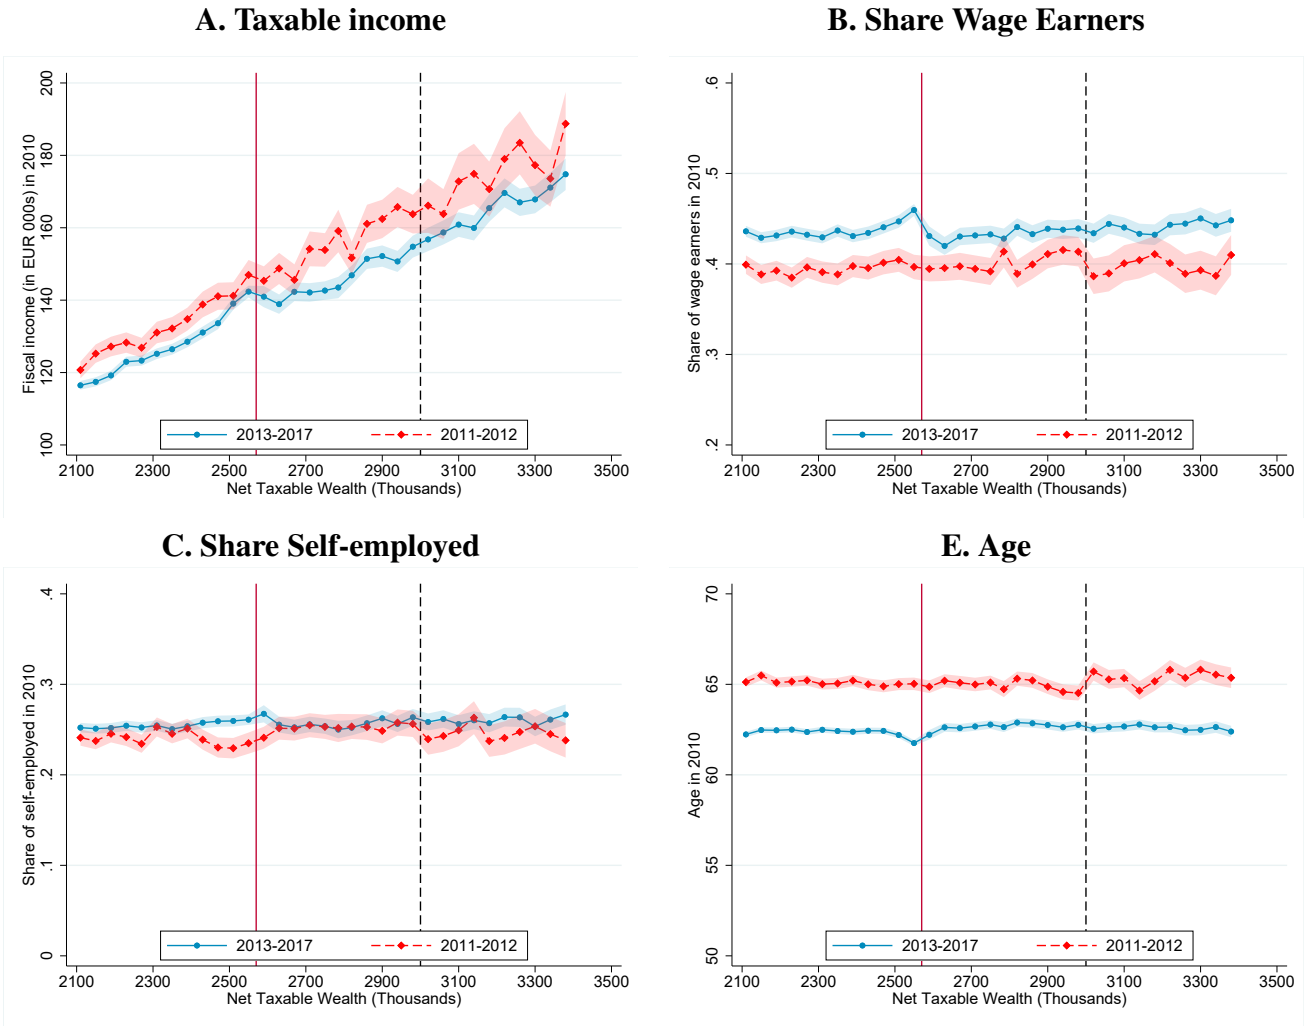 A. Taxable income
Fiscal income (in EUR 000s) in 2010
200
180
160
140
120
100
2013-2017
2011-2012
2100 2300 2500 2700 2900 3100 3300 3500
Net Taxable Wealth (Thousands)
B. Share Wage Earners
Share of wage earners in 2010
.6
.5
.4
.3
.2
2013-2017
2011-2012
2100 2300 2500 2700 2900 3100 3300 3500
Net Taxable Wealth (Thousands)
C. Share Self-employed
Share of self-employed in 2010
.4
.3
.2
.1
0
2013-2017
2011-2012
2100 2300 2500 2700 2900 3100 3300 3500
Net Taxable Wealth (Thousands)
E. Age
Age in 2010
70
65
60
55
50
2013-2017
2011-2012
2100 2300 2500 2700 2900 3100 3300 3500
Net Taxable Wealth (Thousands)